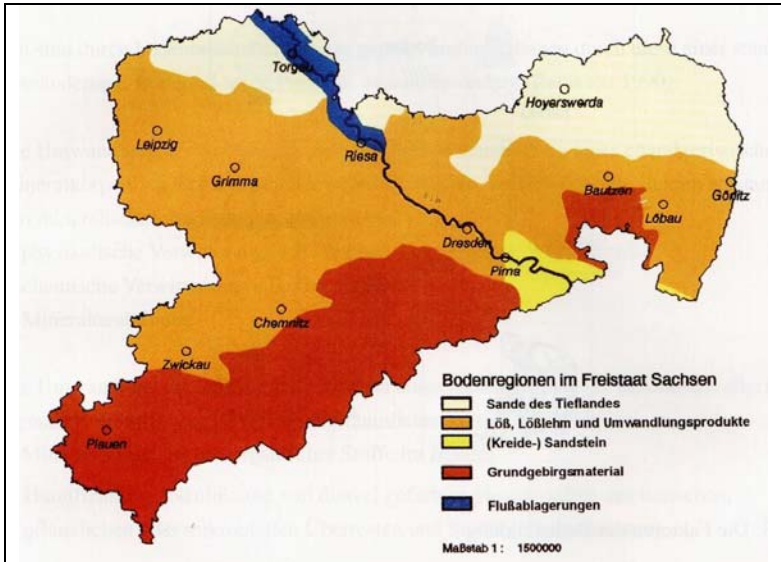 Torgau
Hoyerswerda
Leipzig
Riesa
Grimma
Bautzen
Görlitz
Löbau
Dresden
Pirna
Chemnitz
Zwickau
Plauen
Bodenregionen im Freistaat Sachsen
Sande des Tieflandes
Löß, Lößlehm und Umwandlungsprodukte
(Kreide-) Sandstein
Grundgebirgsmaterial
Flußablagerungen
Maßstab 1 : 1500000